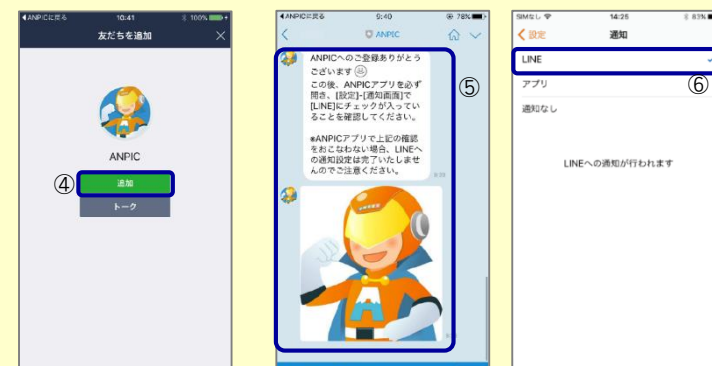 ◀ANPICに戻る 10:41 100%
友だちを追加
ANPIC
④
追加
トーク
◀ANPICに戻る 9:40 78%
ANPIC
ANPICへのご登録ありがとう
ございます
この後、ANPICアプリを必ず
開き、[設定]-[通知画面]で
[LINE]にチェックが入ってい
ることを確認してください。
※ANPICアプリで上記の確認
をおこなわない場合、LINEへ
の通知設定は完了いたしませ
んのでご注意ください。
9:39
⑤
A
SIMなし 14:25 83%
設定 通知
LINE
⑥
アプリ
通知なし
LINEへの通知が行われます